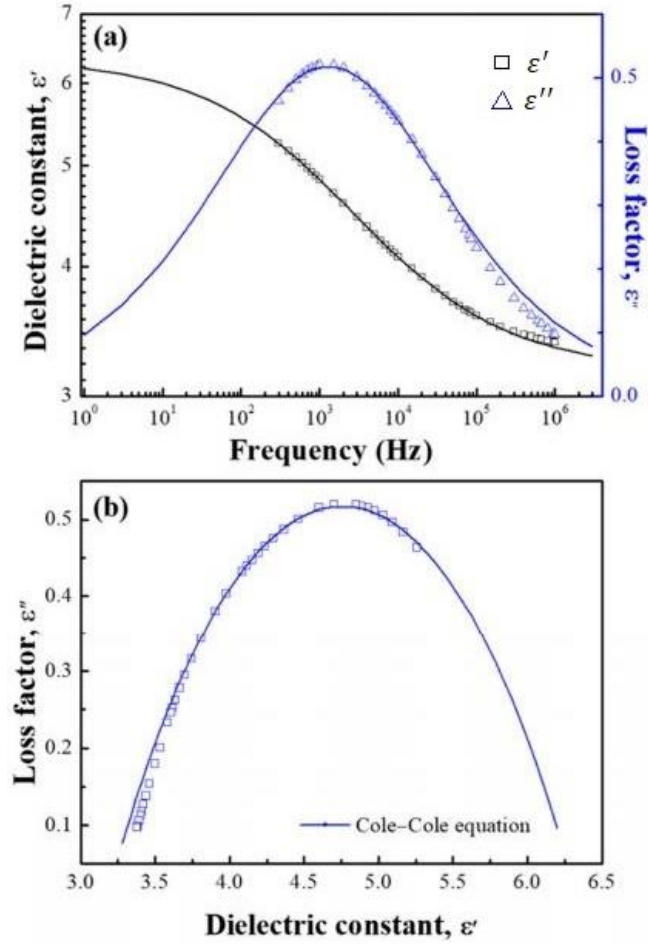 (a)
□ ε′
△ ε′′
Dielectric constant, ε′
7
6
5
4
3
Loss factor, ε″
0.5
0.0
10⁰ 10¹ 10² 10³ 10⁴ 10⁵ 10⁶
Frequency (Hz)
(b)
Loss factor, ε″
0.5
0.4
0.3
0.2
0.1
Cole–Cole equation
3.0 3.5 4.0 4.5 5.0 5.5 6.0 6.5
Dielectric constant, ε′